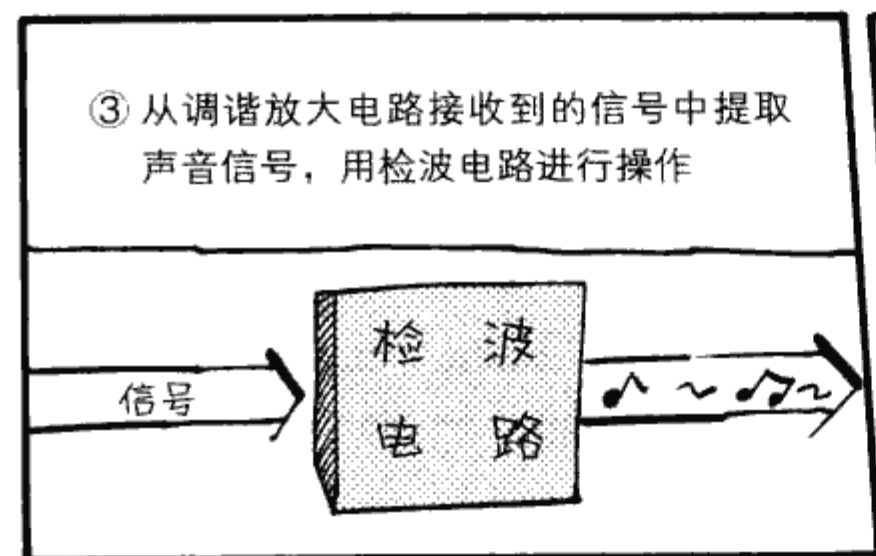 ③ 从调谐放大电路接收到的信号中提取
声音信号，用检波电路进行操作
信号
检 波
电 路